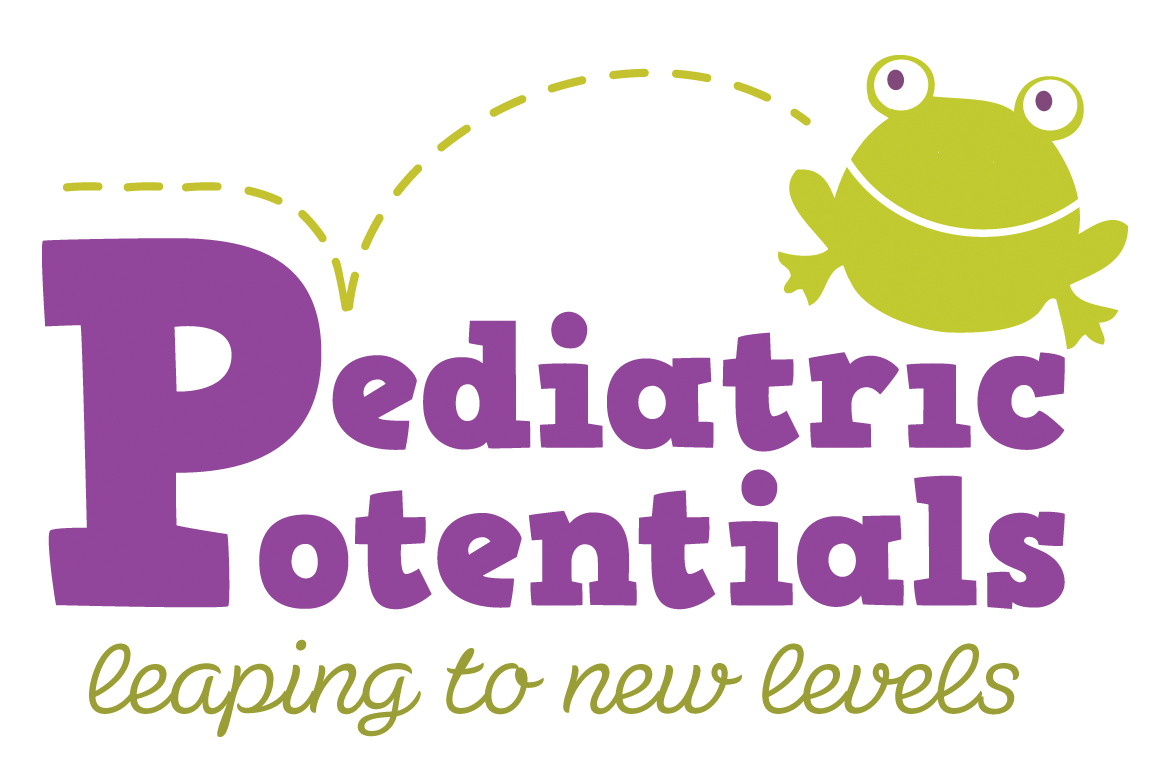 Pediatric
Potentials
leaping to new levels